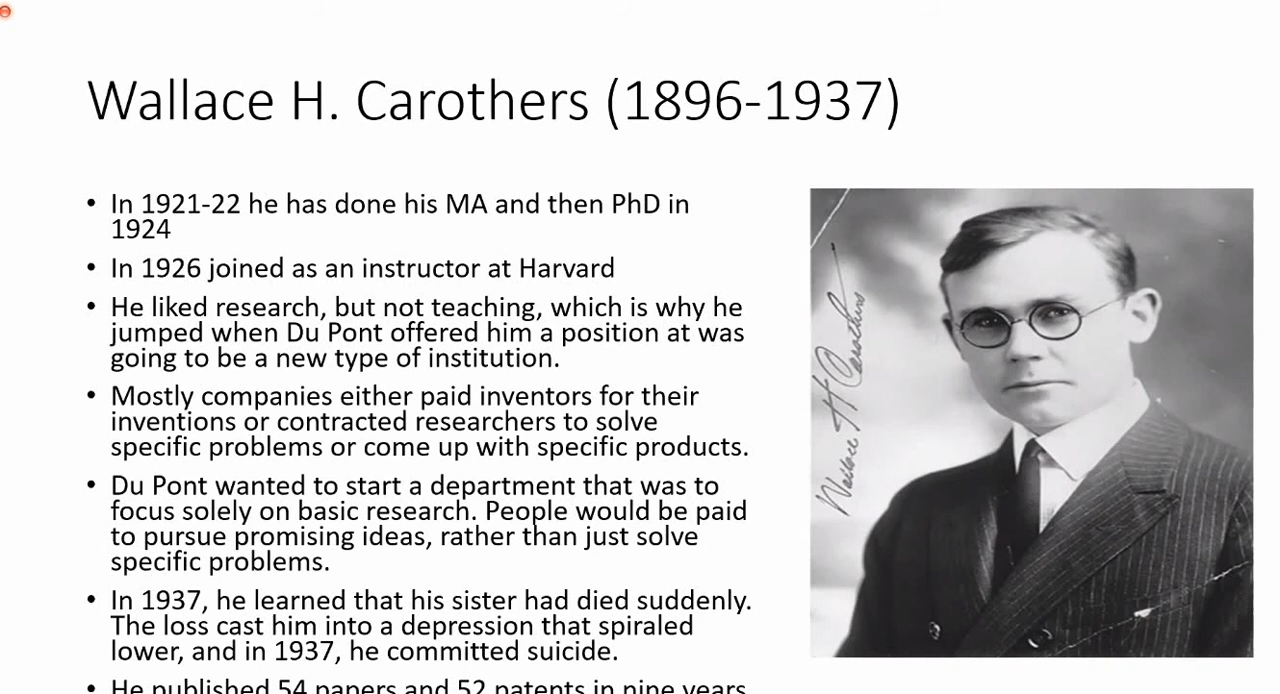 Wallace H. Carothers (1896-1937)
• In 1921-22 he has done his MA and then PhD in
1924
• In 1926 joined as an instructor at Harvard
• He liked research, but not teaching, which is why he
jumped when Du Pont offered him a position at was
going to be a new type of institution.
• Mostly companies either paid inventors for their
inventions or contracted researchers to solve
specific problems or come up with specific products.
• Du Pont wanted to start a department that was to
focus solely on basic research. People would be paid
to pursue promising ideas, rather than just solve
specific problems.
• In 1937, he learned that his sister had died suddenly.
The loss cast him into a depression that spiraled
lower, and in 1937, he committed suicide.
• He published 54 papers and 52 patents in nine years
Wallace H Carothers